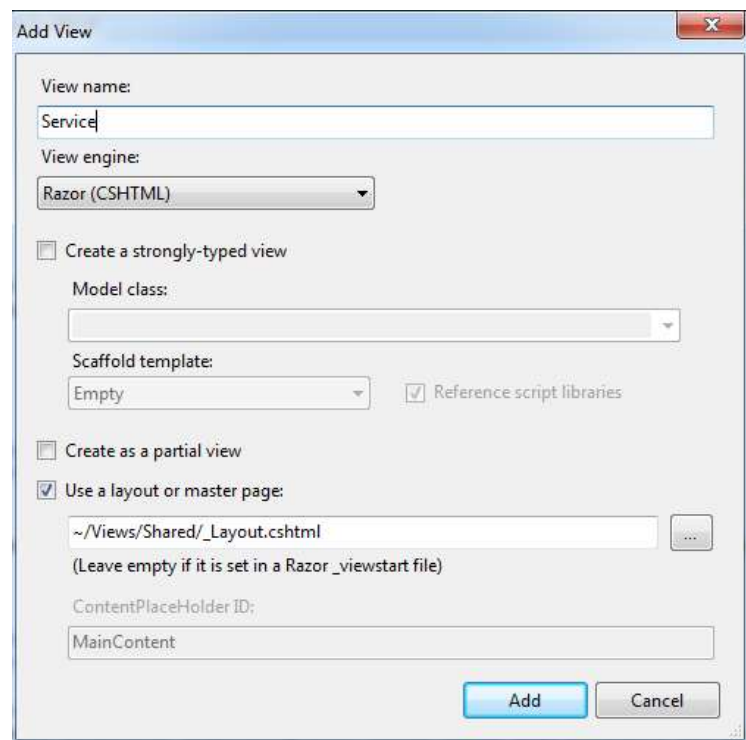 Add View
View name:
Service
View engine:
Razor (CSHTML)
Create a strongly-typed view
Model class:
Scaffold template:
Empty
Reference script libraries
Create as a partial view
Use a layout or master page:
~/Views/Shared/_Layout.cshtml
...
(Leave empty if it is set in a Razor _viewstart file)
ContentPlaceHolder ID:
MainContent
Add Cancel